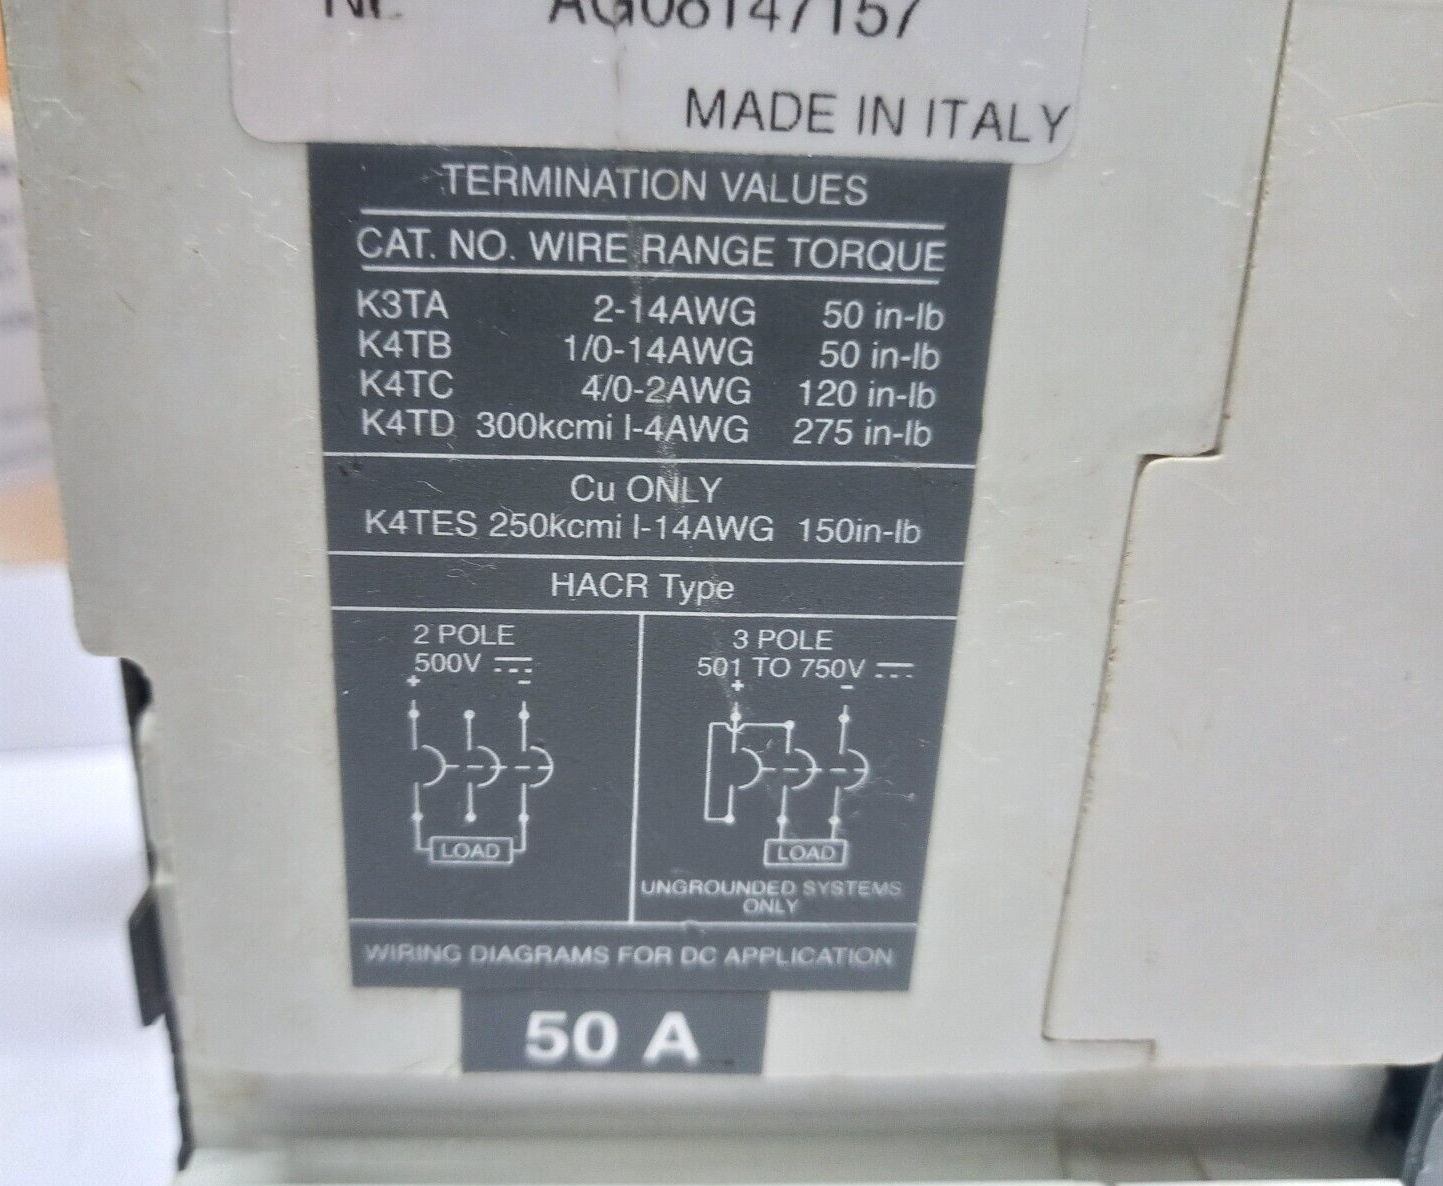 AG08147157
MADE IN ITALY
TERMINATION VALUES
CAT. NO. WIRE RANGE TORQUE
K3TA 2-14AWG 50 in-lb
K4TB 1/0-14AWG 50 in-lb
K4TC 4/0-2AWG 120 in-lb
K4TD 300kcmi l-4AWG 275 in-lb
Cu ONLY
K4TES 250kcmi l-14AWG 150in-lb
HACR Type
2 POLE
500V
+ -
LOAD
3 POLE
501 TO 750V
+ -
LOAD
UNGROUNDED SYSTEMS
ONLY
WIRING DIAGRAMS FOR DC APPLICATION
50 A